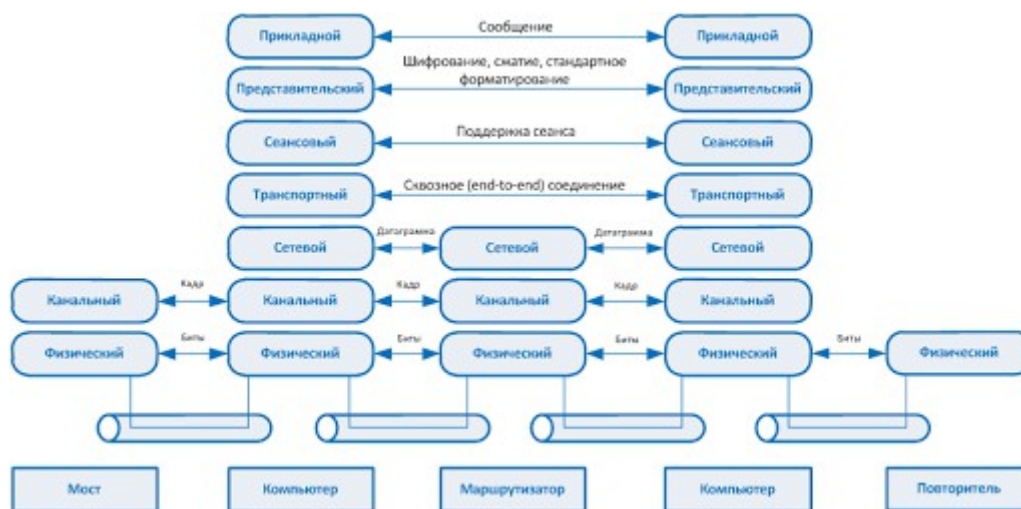 Прикладной Сообщение Прикладной
Шифрование, сжатие, стандартное
форматирование
Представительский Представительский
Сеансовый Поддержка сеанса Сеансовый
Транспортный Сквозное (end-to-end) соединение Транспортный
Сетевой Датаграмма Сетевой Датаграмма Сетевой
Канальный Кадр Канальный Кадр Канальный Кадр Канальный
Физический Биты Физический Биты Физический Биты Физический Биты Физический
Мост Компьютер Маршрутизатор Компьютер Повторитель